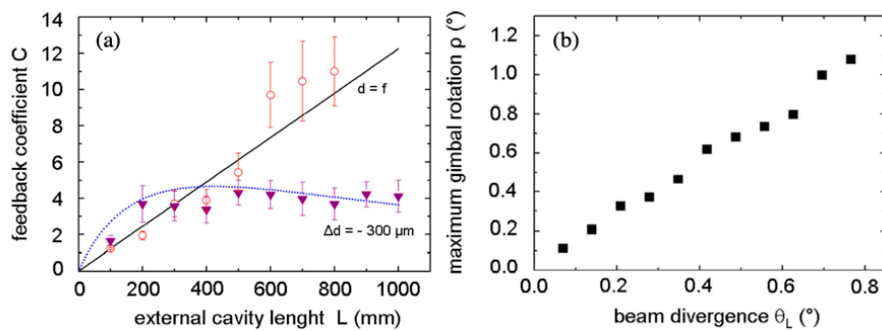 (a)
feedback coefficient C
14
12
10
8
6
4
2
0
d = f
Δd = - 300 µm
0 200 400 600 800 1000
external cavity lenght L (mm)
(b)
maximum gimbal rotation ρ (°)
1.2
1.0
0.8
0.6
0.4
0.2
0.0
0.0 0.2 0.4 0.6 0.8
beam divergence θL (°)